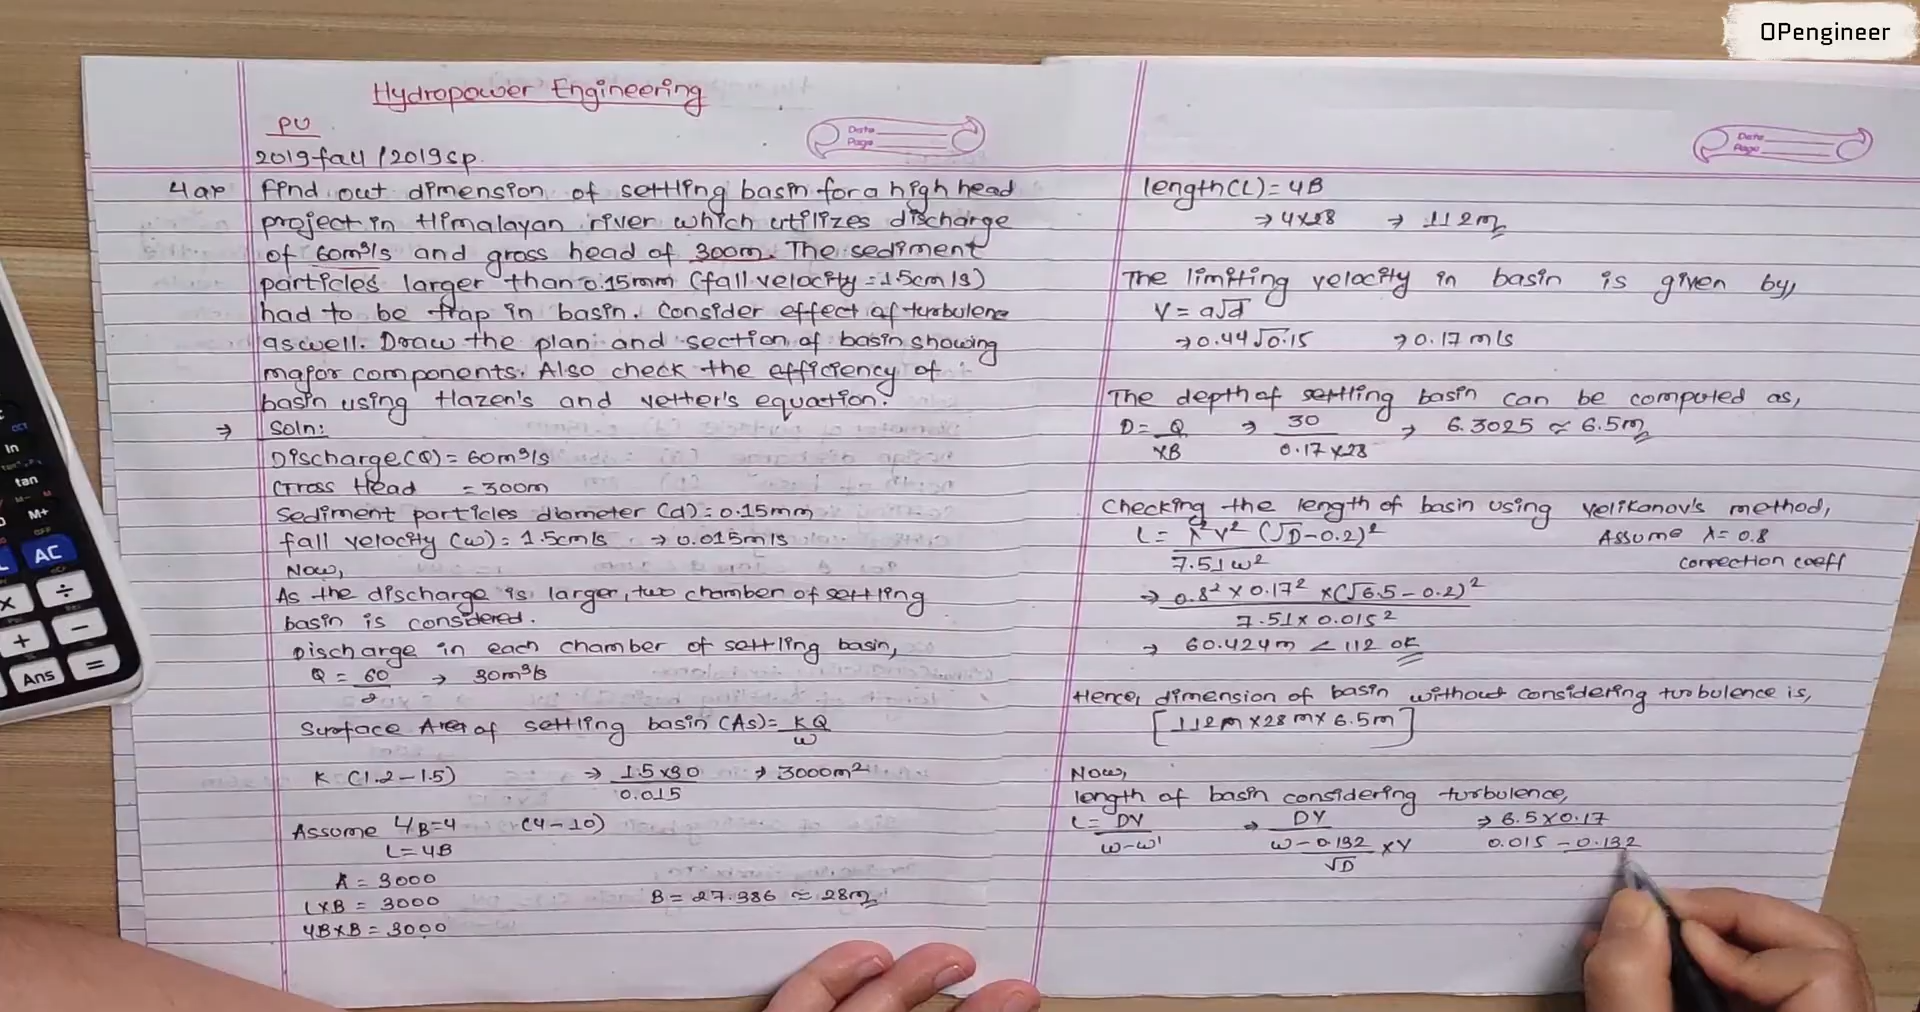 OPengineer
Hydropower Engineering
PU
2019 fall / 2019 sp.
Date
Page
4a> Find out dimension of settling basin for a high head
project in Himalayan river which utilizes discharge
of 60m³/s and gross head of 300m. The sediment
particles larger than 0.15mm (fall velocity = 1.5cm/s)
had to be trap in basin. Consider effect of turbulence
as well. Draw the plan and section of basin showing
major components. Also check the efficiency of
basin using Hazen's and vetter's equation.
→ Soln:
Discharge(Q) = 60m³/s
Gross Head = 300m
Sediment particles diameter (d) = 0.15mm
fall velocity (ω) = 1.5cm/s → 0.015m/s
Now,
As the discharge is larger, two chamber of settling
basin is considered.
Discharge in each chamber of settling basin,
Q = 60/2 → 30m³/s
Surface Area of settling basin (As) = KQ/ω
K (1.2-1.5) → 1.5×30/0.015 → 3000m²
Assume L/B=4 (4-10)
L=4B
A = 3000
L×B = 3000 B = 27.386 ≈ 28m
4B×B = 3000
Date
Page
length(L) = 4B
→ 4×28 → 112m
The limiting velocity in basin is given by,
V = a√d
→ 0.44√0.15 → 0.17 m/s
The depth of settling basin can be computed as,
D = Q/VB → 30/0.17×28 → 6.3025 ≈ 6.5m
Checking the length of basin using velikanov's method,
L = λ²V²(√D-0.2)²/7.51ω² Assume λ = 0.8
correction coeff
→ 0.8² × 0.17² × (√6.5 - 0.2)²/7.51 × 0.015²
→ 60.424m < 112 OK
Hence, dimension of basin without considering turbulence is,
[112m × 28m × 6.5m]
Now,
length of basin considering turbulence,
L = DV/ω-ω' → DV/ω - 0.132/√D × V → 6.5×0.17/0.015 - 0.132